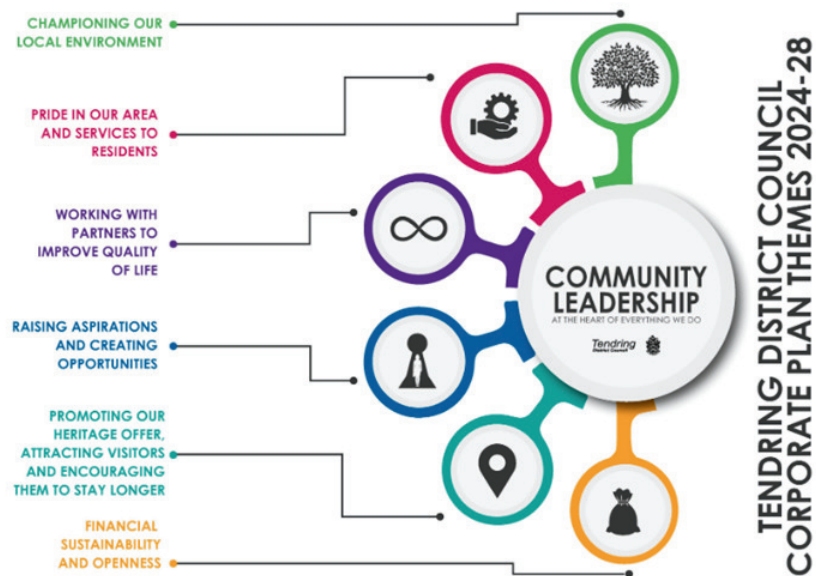 CHAMPIONING OUR
LOCAL ENVIRONMENT
PRIDE IN OUR AREA
AND SERVICES TO
RESIDENTS
WORKING WITH
PARTNERS TO
IMPROVE QUALITY
OF LIFE
RAISING ASPIRATIONS
AND CREATING
OPPORTUNITIES
PROMOTING OUR
HERITAGE OFFER,
ATTRACTING VISITORS
AND ENCOURAGING
THEM TO STAY LONGER
FINANCIAL
SUSTAINABILITY
AND OPENNESS
COMMUNITY
LEADERSHIP
AT THE HEART OF EVERYTHING WE DO
Tendring
District Council
TENDRING DISTRICT COUNCIL
CORPORATE PLAN THEMES 2024-28